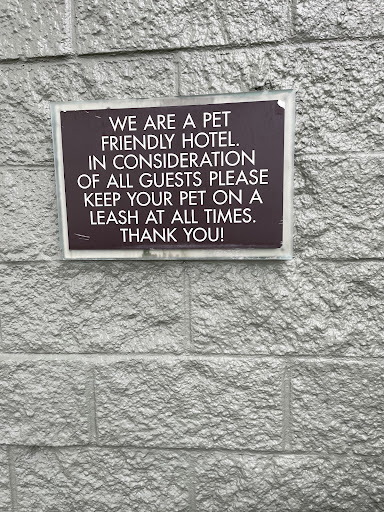 WE ARE A PET
FRIENDLY HOTEL.
IN CONSIDERATION
OF ALL GUESTS PLEASE
KEEP YOUR PET ON A
LEASH AT ALL TIMES.
THANK YOU!